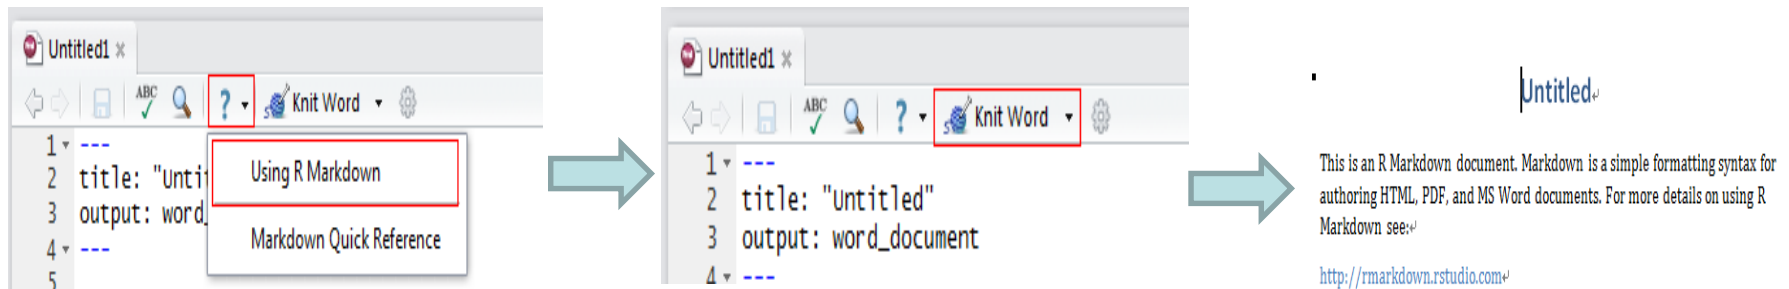 Untitled1 ×
ABC ? Knit Word
1 ---
2 title: "Unti
3 output: word_
4 ---
5
Using R Markdown
Markdown Quick Reference
Untitled1 ×
ABC ? Knit Word
1 ---
2 title: "Untitled"
3 output: word_document
4 ---
Untitled
This is an R Markdown document. Markdown is a simple formatting syntax for
authoring HTML, PDF, and MS Word documents. For more details on using R
Markdown see:
http://rmarkdown.rstudio.com